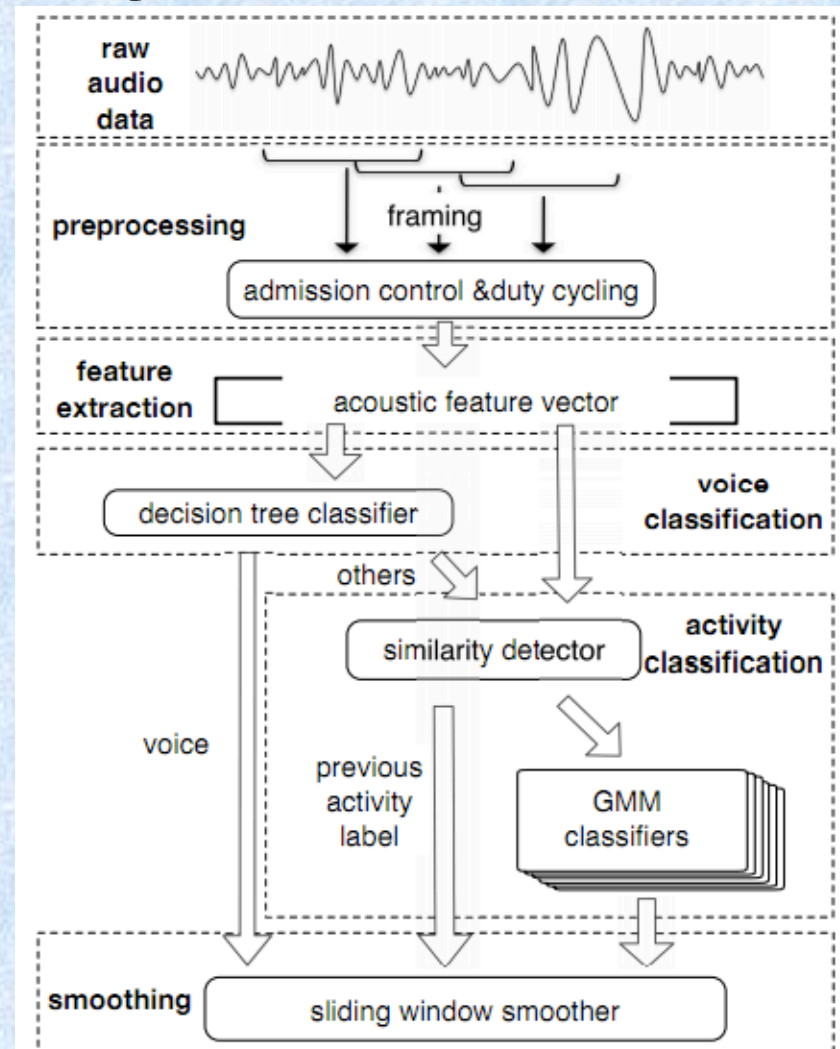 raw
audio
data
preprocessing
framing
admission control &duty cycling
feature
extraction
acoustic feature vector
voice
classification
decision tree classifier
others
activity
classification
similarity detector
voice
previous
activity
label
GMM
classifiers
smoothing
sliding window smoother